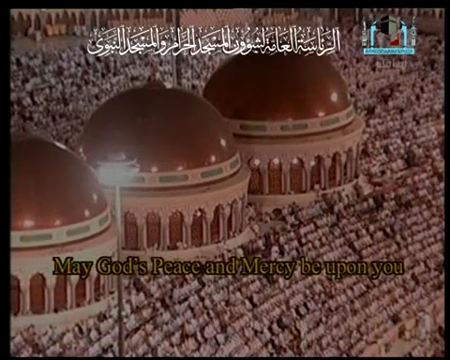 الرئاسة العامة لشؤون المسجد الحرام والمسجد النبوي
May God's Peace and Mercy be upon you